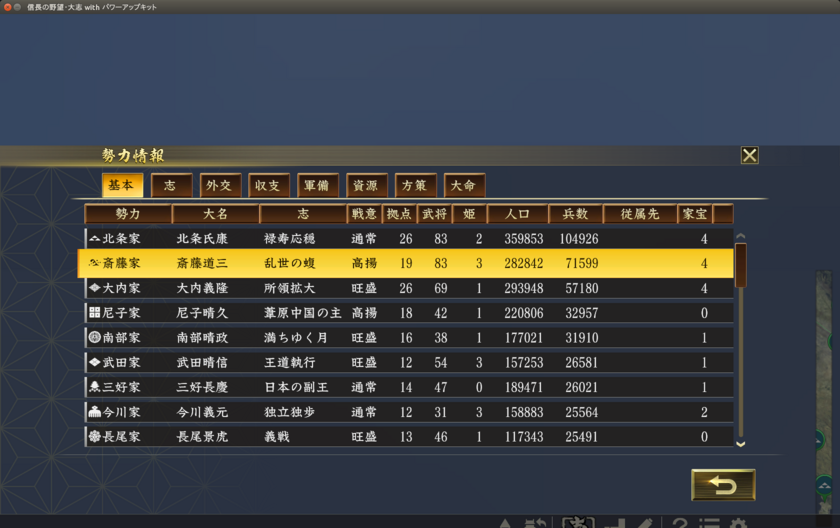 信長の野望･大志 with パワーアップキット
勢力情報
基本 志 外交 収支 軍備 資源 方策 大命
勢力 大名 志 戦意 拠点 武将 姫 人口 兵数 従属先 家宝
北条家 北条氏康 禄寿応穏 通常 26 83 2 359853 104926 4
斎藤家 斎藤道三 乱世の蝮 高揚 19 83 3 282842 71599 4
大内家 大内義隆 所領拡大 旺盛 26 69 1 293948 57180 4
尼子家 尼子晴久 葦原中国の主 高揚 18 42 1 220806 32957 0
南部家 南部晴政 満ちゆく月 旺盛 16 38 1 177021 31910 1
武田家 武田晴信 王道執行 旺盛 12 54 3 157253 26581 1
三好家 三好長慶 日本の副王 通常 14 47 0 189471 26021 1
今川家 今川義元 独立独歩 通常 12 31 3 158883 25564 2
長尾家 長尾景虎 義戦 旺盛 13 46 1 117343 25491 0